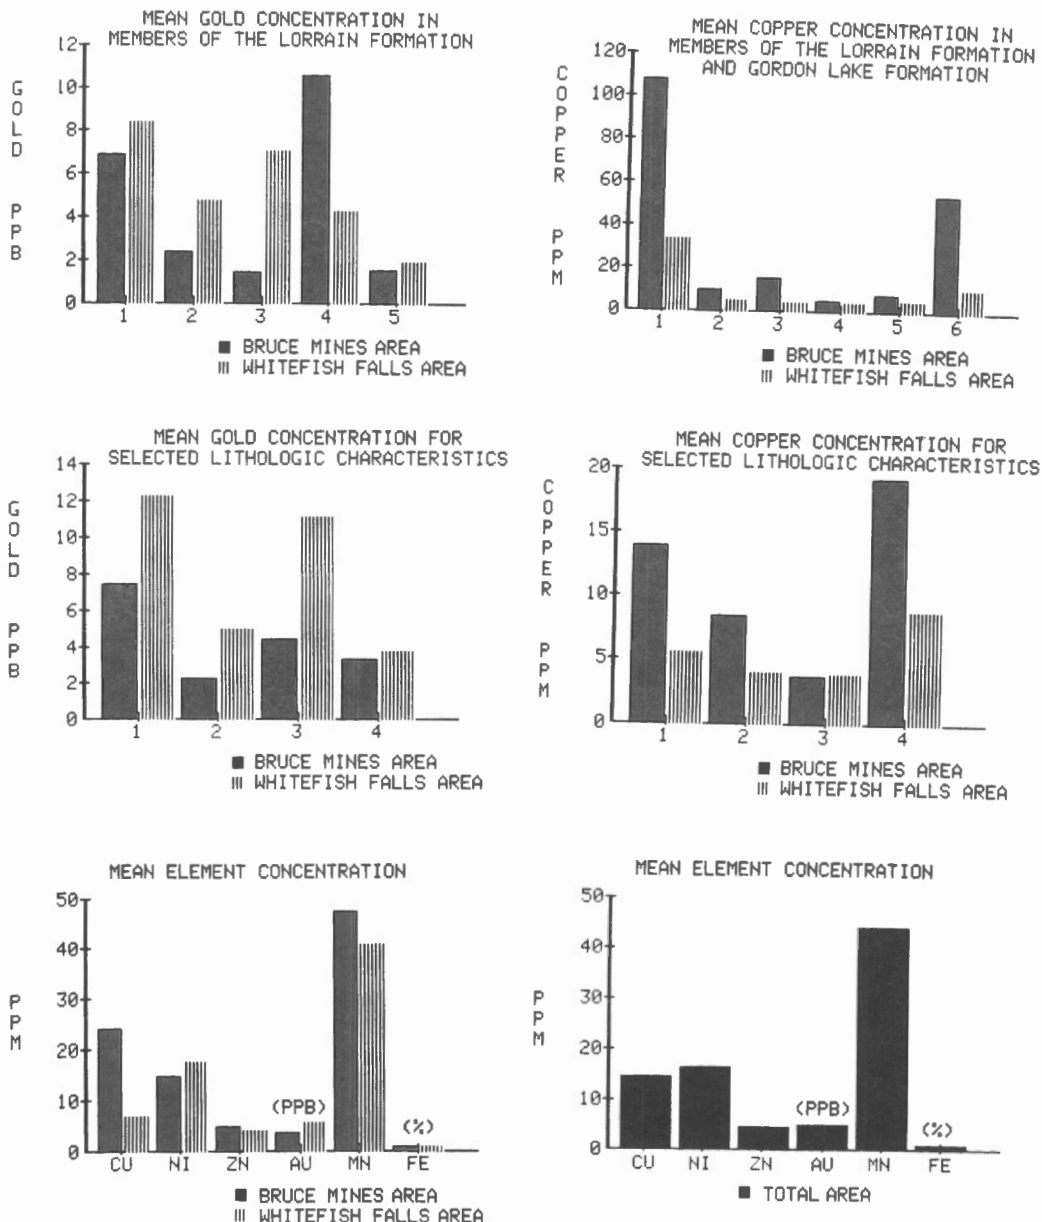 MEAN GOLD CONCENTRATION IN
MEMBERS OF THE LORRAIN FORMATION
GOLD PPB
12
10
8
6
4
2
0
1 2 3 4 5
BRUCE MINES AREA
WHITEFISH FALLS AREA
MEAN COPPER CONCENTRATION IN
MEMBERS OF THE LORRAIN FORMATION
AND GORDON LAKE FORMATION
COPPER PPM
120
100
80
60
40
20
0
1 2 3 4 5 6
BRUCE MINES AREA
WHITEFISH FALLS AREA
MEAN GOLD CONCENTRATION FOR
SELECTED LITHOLOGIC CHARACTERISTICS
GOLD PPB
14
12
10
8
6
4
2
0
1 2 3 4
BRUCE MINES AREA
WHITEFISH FALLS AREA
MEAN COPPER CONCENTRATION FOR
SELECTED LITHOLOGIC CHARACTERISTICS
COPPER PPM
20
15
10
5
0
1 2 3 4
BRUCE MINES AREA
WHITEFISH FALLS AREA
MEAN ELEMENT CONCENTRATION
PPM
50
40
30
20
10
0
(PPB)
(%)
CU NI ZN AU MN FE
BRUCE MINES AREA
WHITEFISH FALLS AREA
MEAN ELEMENT CONCENTRATION
PPM
50
40
30
20
10
0
(PPB)
(%)
CU NI ZN AU MN FE
TOTAL AREA